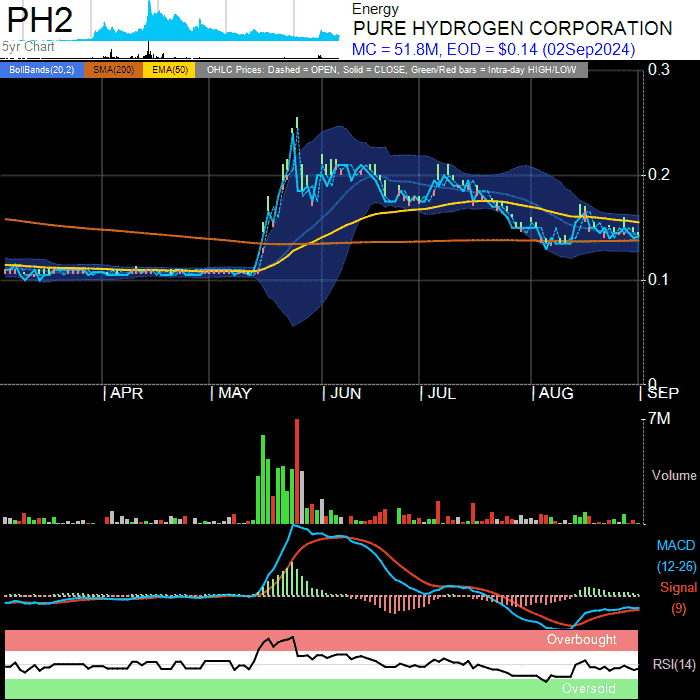 PH2
5yr Chart
Energy
PURE HYDROGEN CORPORATION
MC = 51.8M, EOD = $0.14 (02Sep2024)
BollBands(20,2) SMA(200) EMA(50) OHLC Prices: Dashed = OPEN, Solid = CLOSE, Green/Red bars = Intra-day HIGH/LOW
0.3
0.2
0.1
0
| APR | MAY | JUN | JUL | AUG | SEP
7M
Volume
MACD
(12-26)
Signal
(9)
Overbought
RSI(14)
Oversold